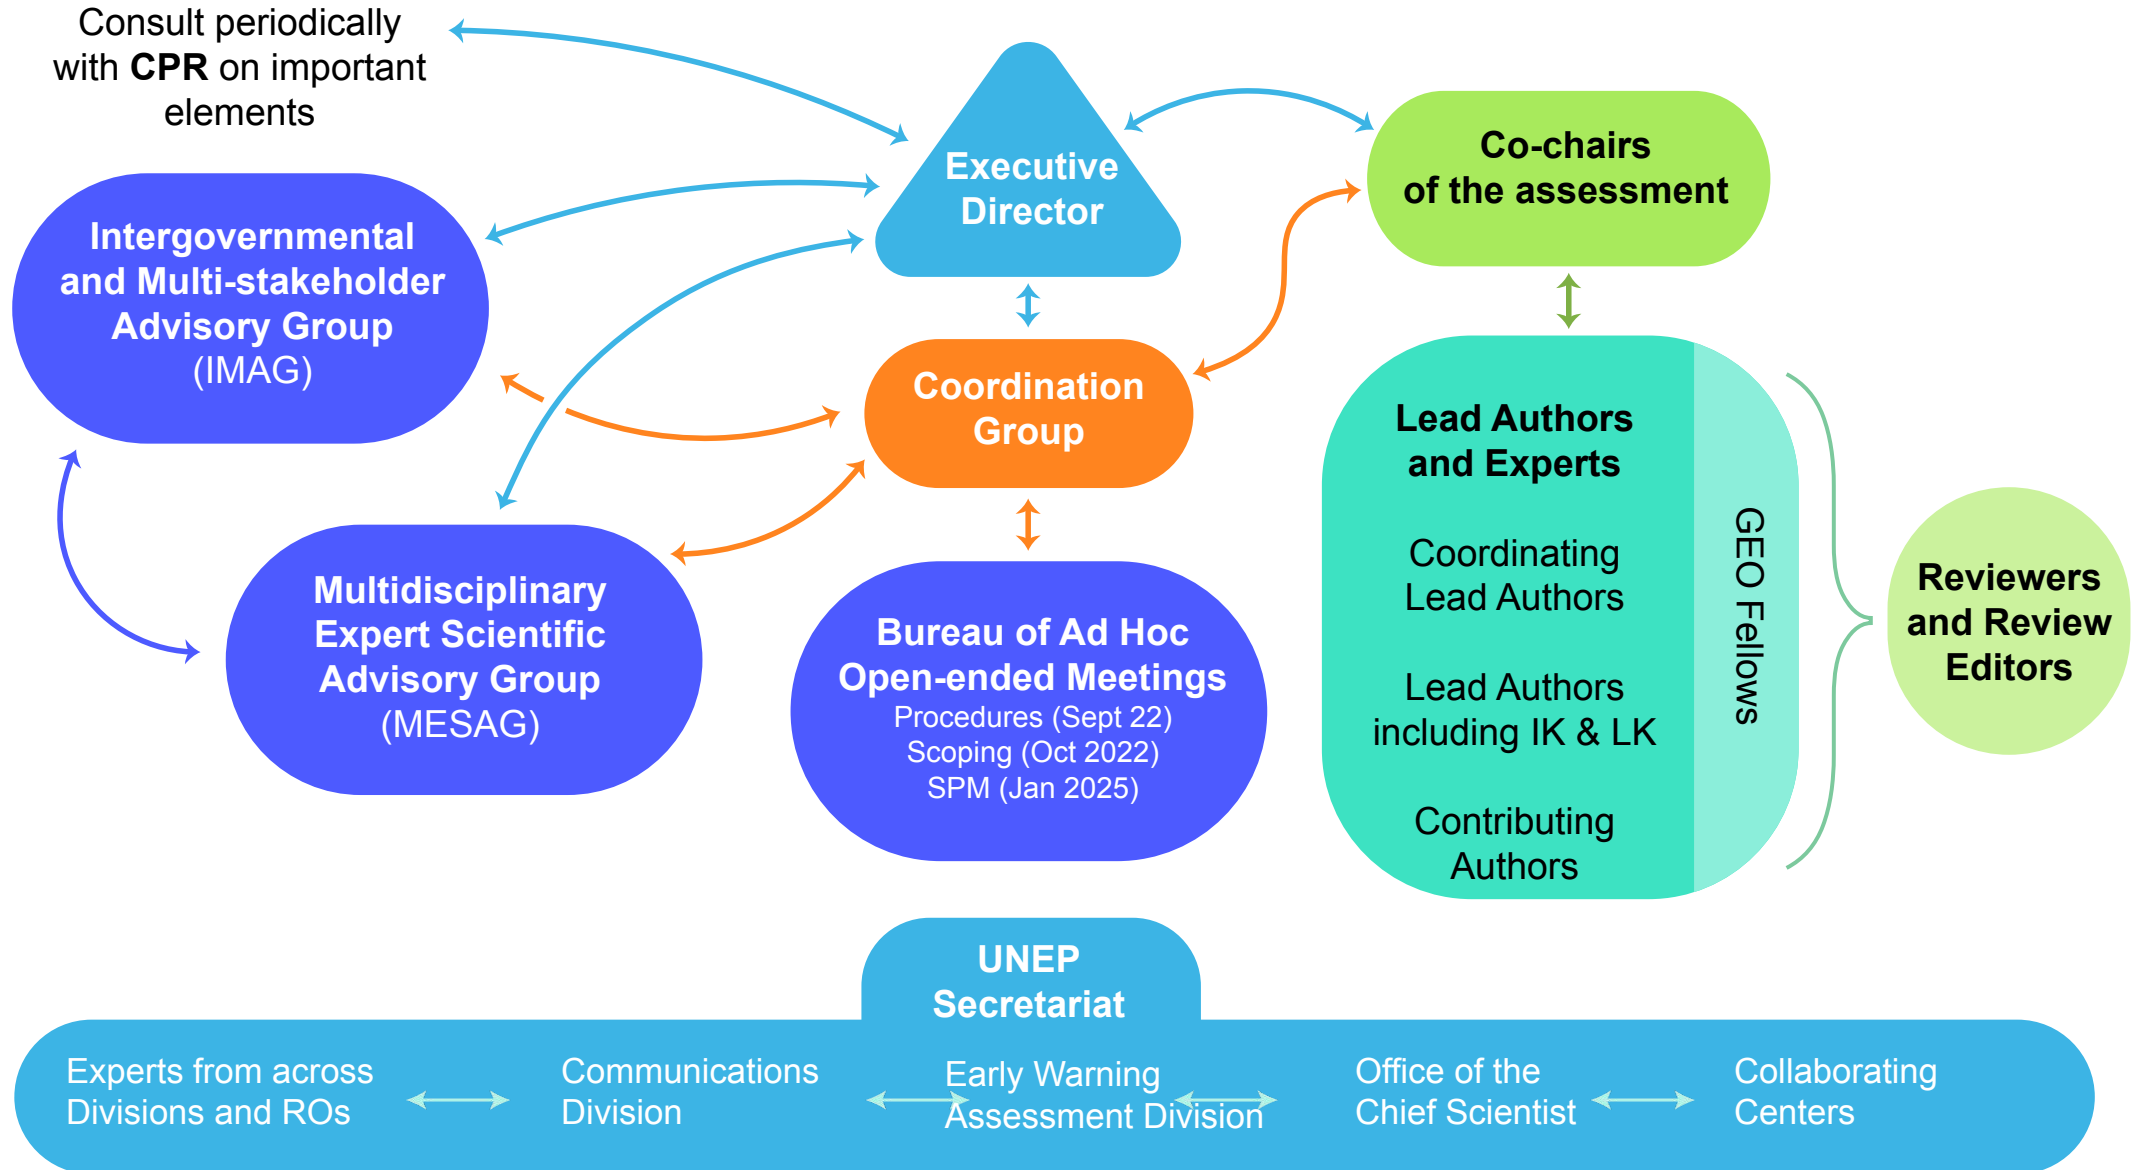 Consult periodically
with CPR on important
elements
Executive
Director
Co-chairs
of the assessment
Intergovernmental
and Multi-stakeholder
Advisory Group
(IMAG)
Coordination
Group
Lead Authors
and Experts
Coordinating
Lead Authors
Lead Authors
including IK & LK
Contributing
Authors
GEO Fellows
Reviewers
and Review
Editors
Multidisciplinary
Expert Scientific
Advisory Group
(MESAG)
Bureau of Ad Hoc
Open-ended Meetings
Procedures (Sept 22)
Scoping (Oct 2022)
SPM (Jan 2025)
UNEP
Secretariat
Experts from across
Divisions and ROs
Communications
Division
Early Warning
Assessment Division
Office of the
Chief Scientist
Collaborating
Centers